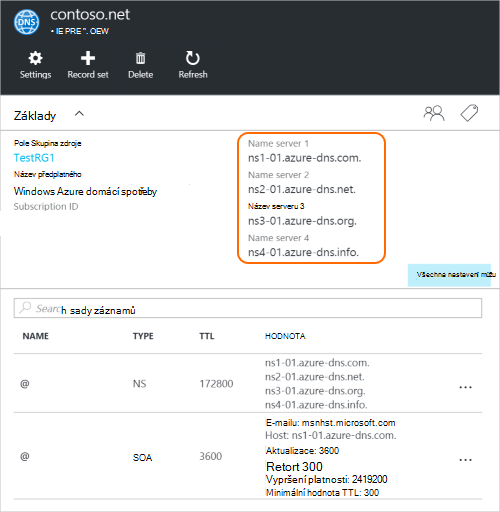 contoso.net
• IE PRE ". OEW
Settings
Record set
Delete
Refresh
Základy
Pole Skupina zdroje
TestRG1
Název předplatného
Windows Azure domácí spotřeby
Subscription ID
Name server 1
ns1-01.azure-dns.com.
Name server 2
ns2-01.azure-dns.net.
Název serveru 3
ns3-01.azure-dns.org.
Name server 4
ns4-01.azure-dns.info.
Všechna nastavení můžu
Search sady záznamů
NAME TYPE TTL HODNOTA
@ NS 172800
ns1-01.azure-dns.com.
ns2-01.azure-dns.net.
ns3-01.azure-dns.org.
ns4-01.azure-dns.info.
@ SOA 3600
E-mailu: msnhst.microsoft.com
Host: ns1-01.azure-dns.com.
Aktualizace: 3600
Retort 300
Vypršení platnosti: 2419200
Minimální hodnota TTL: 300